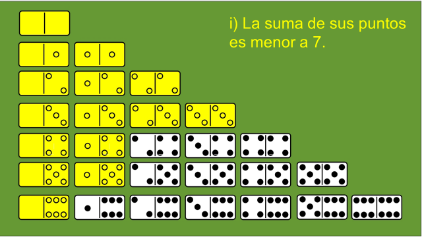 i) La suma de sus puntos
es menor a 7.